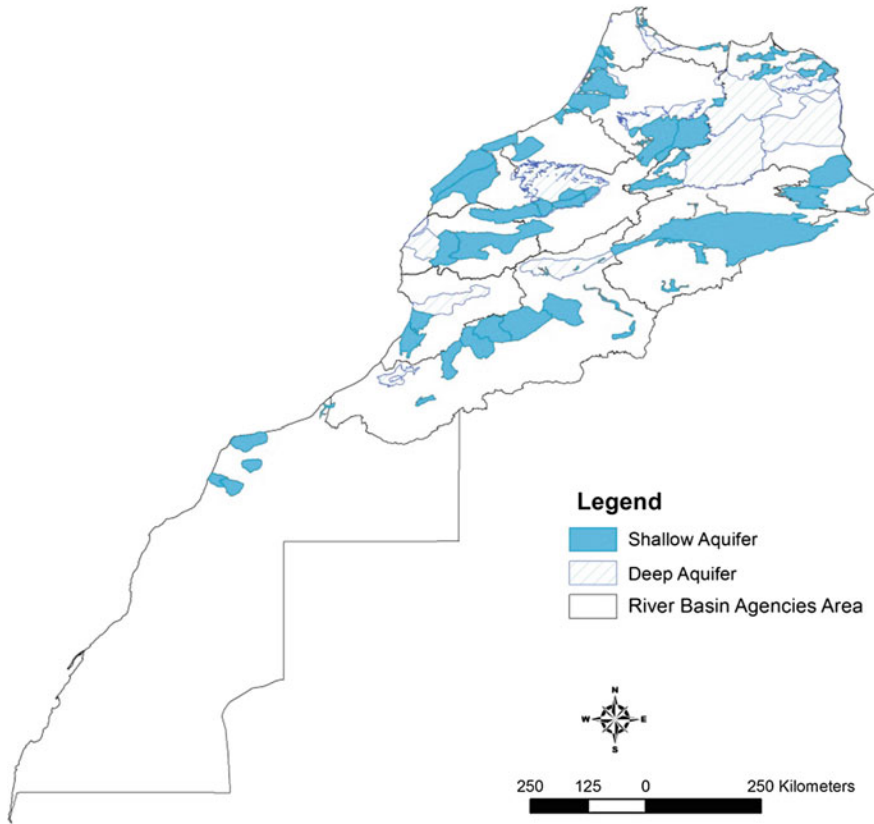 Legend
Shallow Aquifer
Deep Aquifer
River Basin Agencies Area
N
W E
S
250 125 0 250 Kilometers